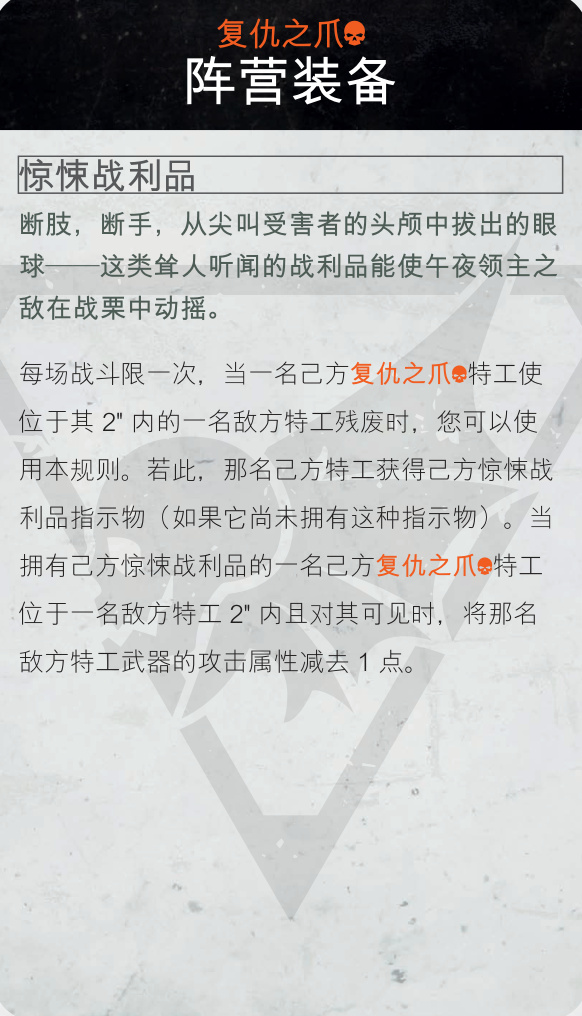 复仇之爪
阵营装备
惊悚战利品
断肢，断手，从尖叫受害者的头颅中拔出的眼
球——这类耸人听闻的战利品能使午夜领主之
敌在战栗中动摇。
每场战斗限一次，当一名己方复仇之爪特工使
位于其 2" 内的一名敌方特工残废时，您可以使
用本规则。若此，那名己方特工获得己方惊悚战
利品指示物（如果它尚未拥有这种指示物）。当
拥有己方惊悚战利品的一名己方复仇之爪特工
位于一名敌方特工 2" 内且对其可见时，将那名
敌方特工武器的攻击属性减去 1 点。